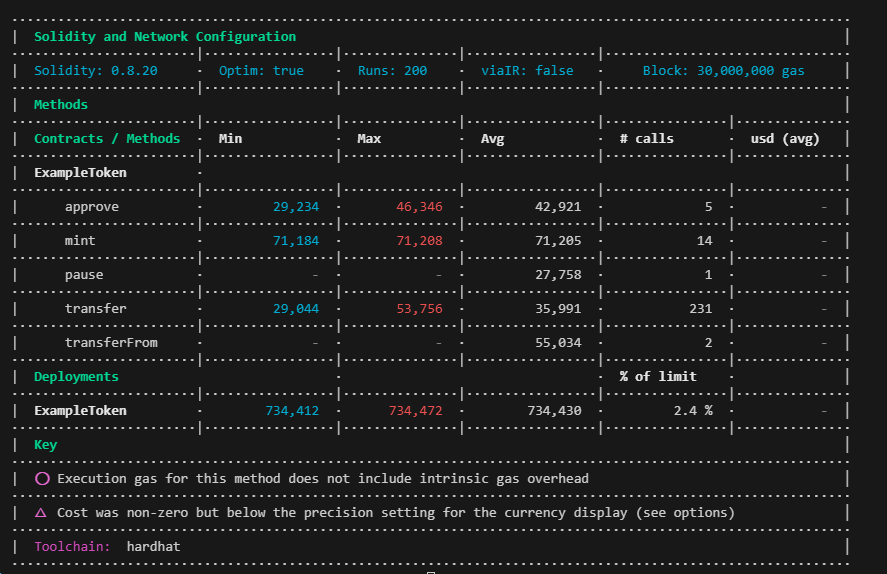 Solidity and Network Configuration
Solidity: 0.8.20 · Optim: true · Runs: 200 · viaIR: false · Block: 30,000,000 gas
Methods
Contracts / Methods · Min · Max · Avg · # calls · usd (avg)
ExampleToken ·
approve · 29,234 · 46,346 · 42,921 · 5 · -
mint · 71,184 · 71,208 · 71,205 · 14 · -
pause · - · - · 27,758 · 1 · -
transfer · 29,044 · 53,756 · 35,991 · 231 · -
transferFrom · - · - · 55,034 · 2 · -
Deployments · · % of limit ·
ExampleToken · 734,412 · 734,472 · 734,430 · 2.4 % · -
Key
◯ Execution gas for this method does not include intrinsic gas overhead
△ Cost was non-zero but below the precision setting for the currency display (see options)
Toolchain: hardhat